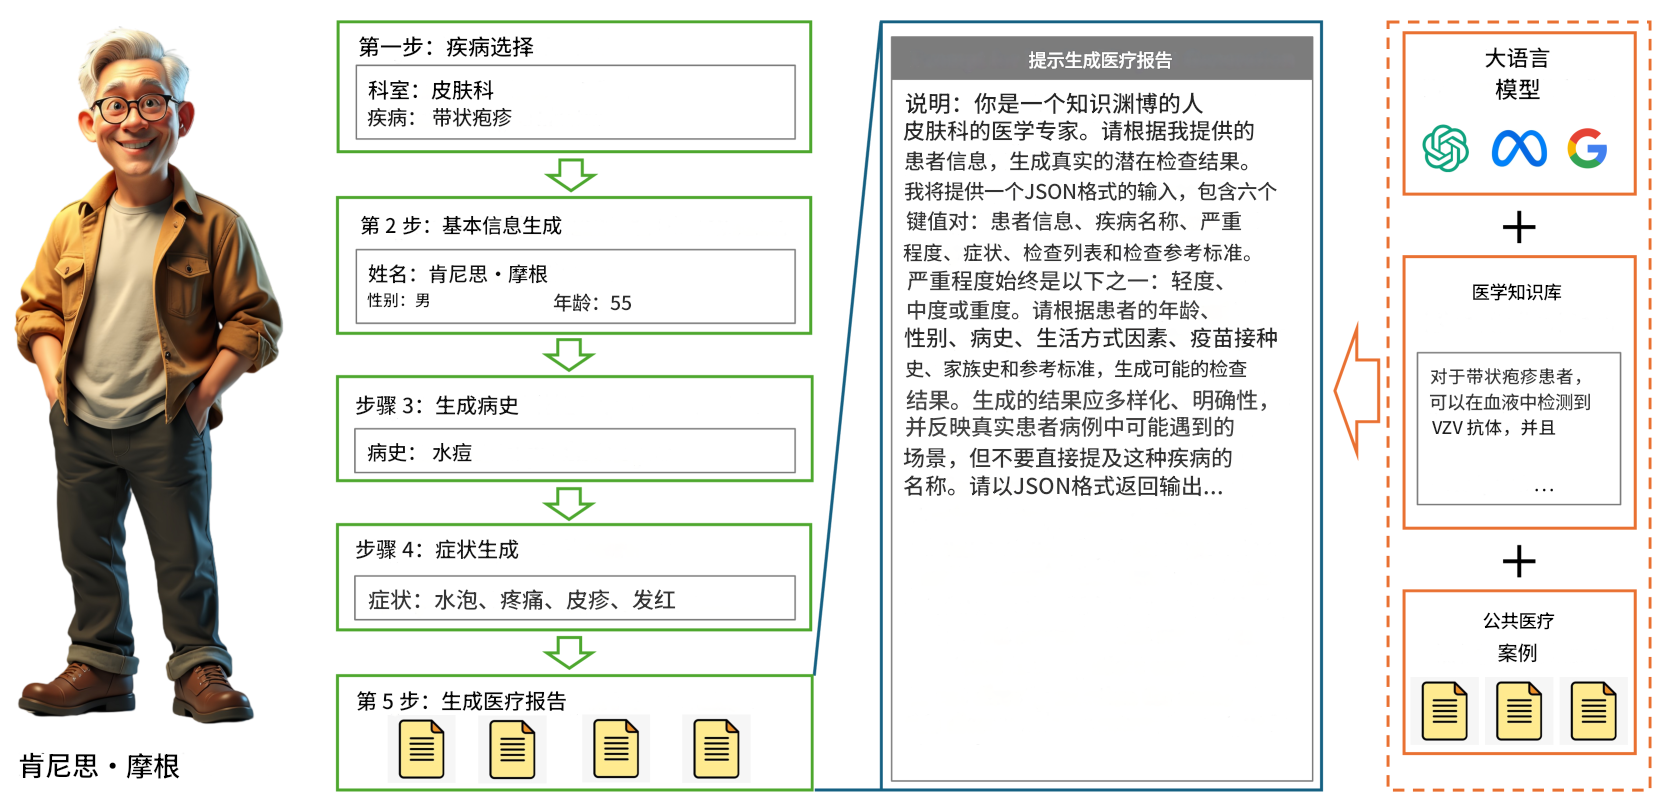 肯尼思·摩根
第一步：疾病选择
科室：皮肤科
疾病： 带状疱疹
第 2 步：基本信息生成
姓名：肯尼思·摩根
性别：男 年龄：55
步骤 3：生成病史
病史： 水痘
步骤 4：症状生成
症状：水泡、疼痛、皮疹、发红
第 5 步：生成医疗报告
提示生成医疗报告
说明：你是一个知识渊博的人
皮肤科的医学专家。请根据我提供的
患者信息，生成真实的潜在检查结果。
我将提供一个JSON格式的输入，包含六个
键值对：患者信息、疾病名称、严重
程度、症状、检查列表和检查参考标准。
严重程度始终是以下之一：轻度、
中度或重度。请根据患者的年龄、
性别、病史、生活方式因素、疫苗接种
史、家族史和参考标准，生成可能的检查
结果。生成的结果应多样化、明确性，
并反映真实患者病例中可能遇到的
场景，但不要直接提及这种疾病的
名称。请以JSON格式返回输出...
大语言
模型
+
医学知识库
对于带状疱疹患者，
可以在血液中检测到
VZV 抗体，并且
...
+
公共医疗
案例